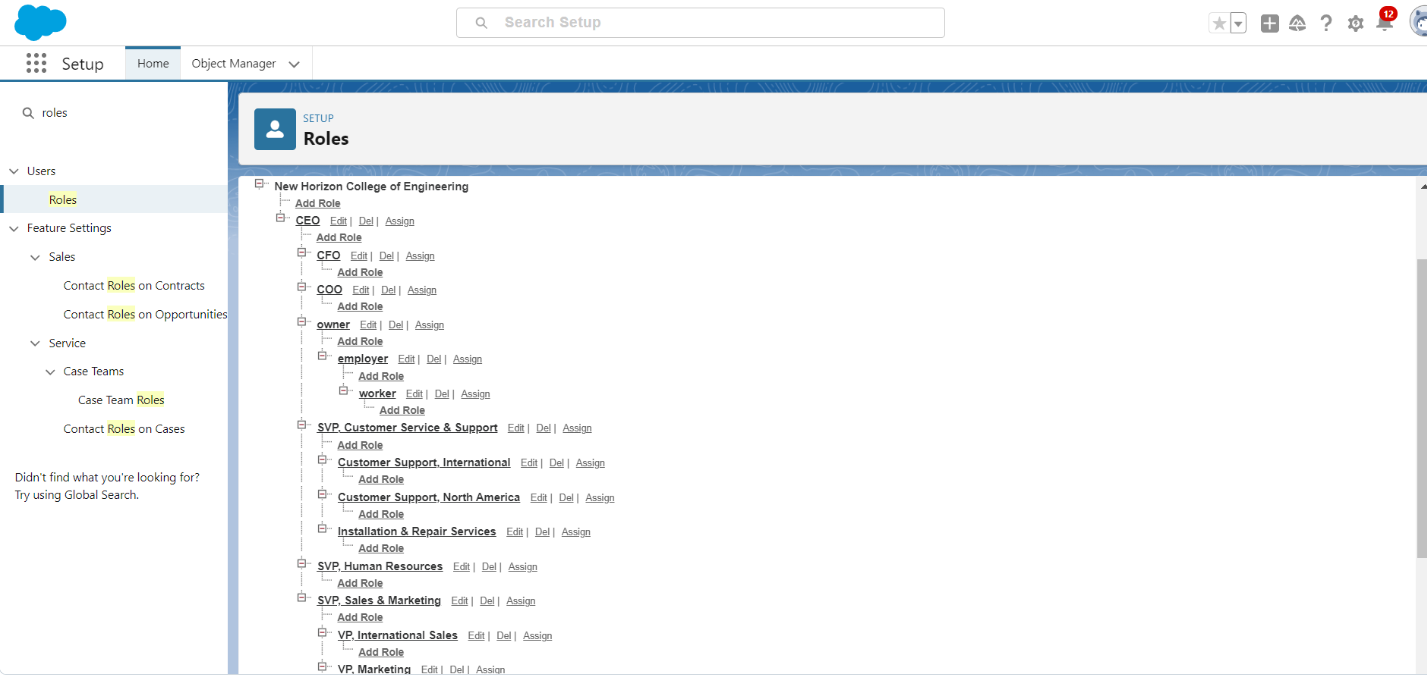 Search Setup
12
Setup
Home
Object Manager
roles
Users
Roles
Feature Settings
Sales
Contact Roles on Contracts
Contact Roles on Opportunities
Service
Case Teams
Case Team Roles
Contact Roles on Cases
Didn't find what you're looking for?
Try using Global Search.
SETUP
Roles
New Horizon College of Engineering
Add Role
CEO Edit | Del | Assign
Add Role
CFO Edit | Del | Assign
Add Role
COO Edit | Del | Assign
Add Role
owner Edit | Del | Assign
Add Role
employer Edit | Del | Assign
Add Role
worker Edit | Del | Assign
Add Role
SVP, Customer Service & Support Edit | Del | Assign
Add Role
Customer Support, International Edit | Del | Assign
Add Role
Customer Support, North America Edit | Del | Assign
Add Role
Installation & Repair Services Edit | Del | Assign
Add Role
SVP, Human Resources Edit | Del | Assign
Add Role
SVP, Sales & Marketing Edit | Del | Assign
Add Role
VP, International Sales Edit | Del | Assign
Add Role
VP, Marketing Edit | Del | Assign